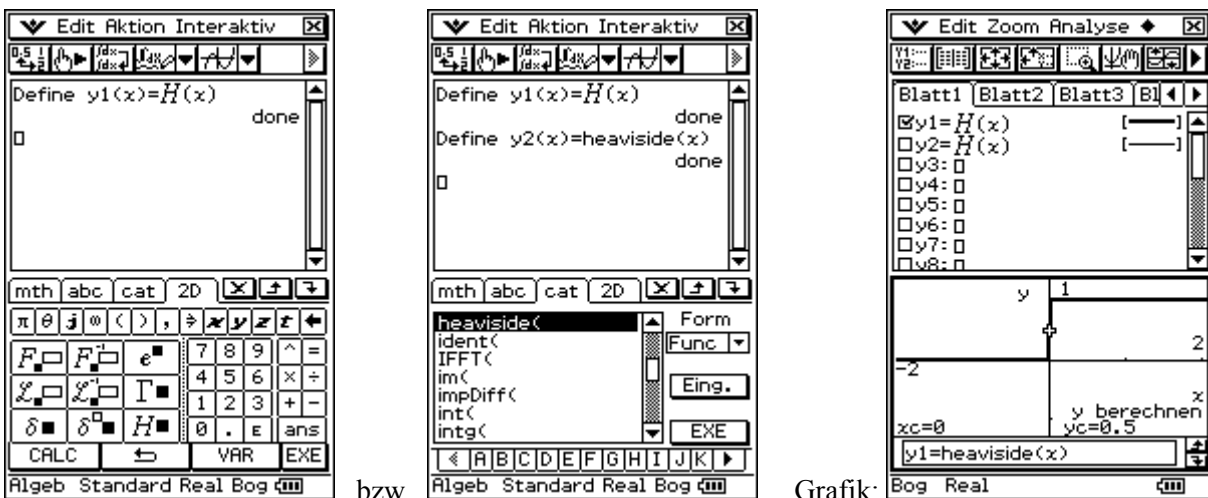 Edit Aktion Interaktiv
Define y1(x)=H(x)
done
mth abc cat 2D
π θ j ∞ ( ) , ⇒ x y z t
F F⁻¹ e 7 8 9 ^ =
4 5 6 × ÷
L L⁻¹ Γ 1 2 3 + −
δ δ H 0 . E ans
CALC VAR EXE
Algeb Standard Real Bog
bzw
Edit Aktion Interaktiv
Define y1(x)=H(x)
done
Define y2(x)=heaviside(x)
done
mth abc cat 2D
heaviside( Form
ident( Func
IFFT(
im( Eing.
impDiff(
int(
intg( EXE
A B C D E F G H I J K
Algeb Standard Real Bog
Grafik:
Edit Zoom Analyse
Blatt1 Blatt2 Blatt3 Bl
y1=H(x) [—]
y2=H(x) [—]
y3:
y4:
y5:
y6:
y7:
y8:
y 1
2
-2
x
y berechnen
xc=0 yc=0.5
y1=heaviside(x)
Bog Real